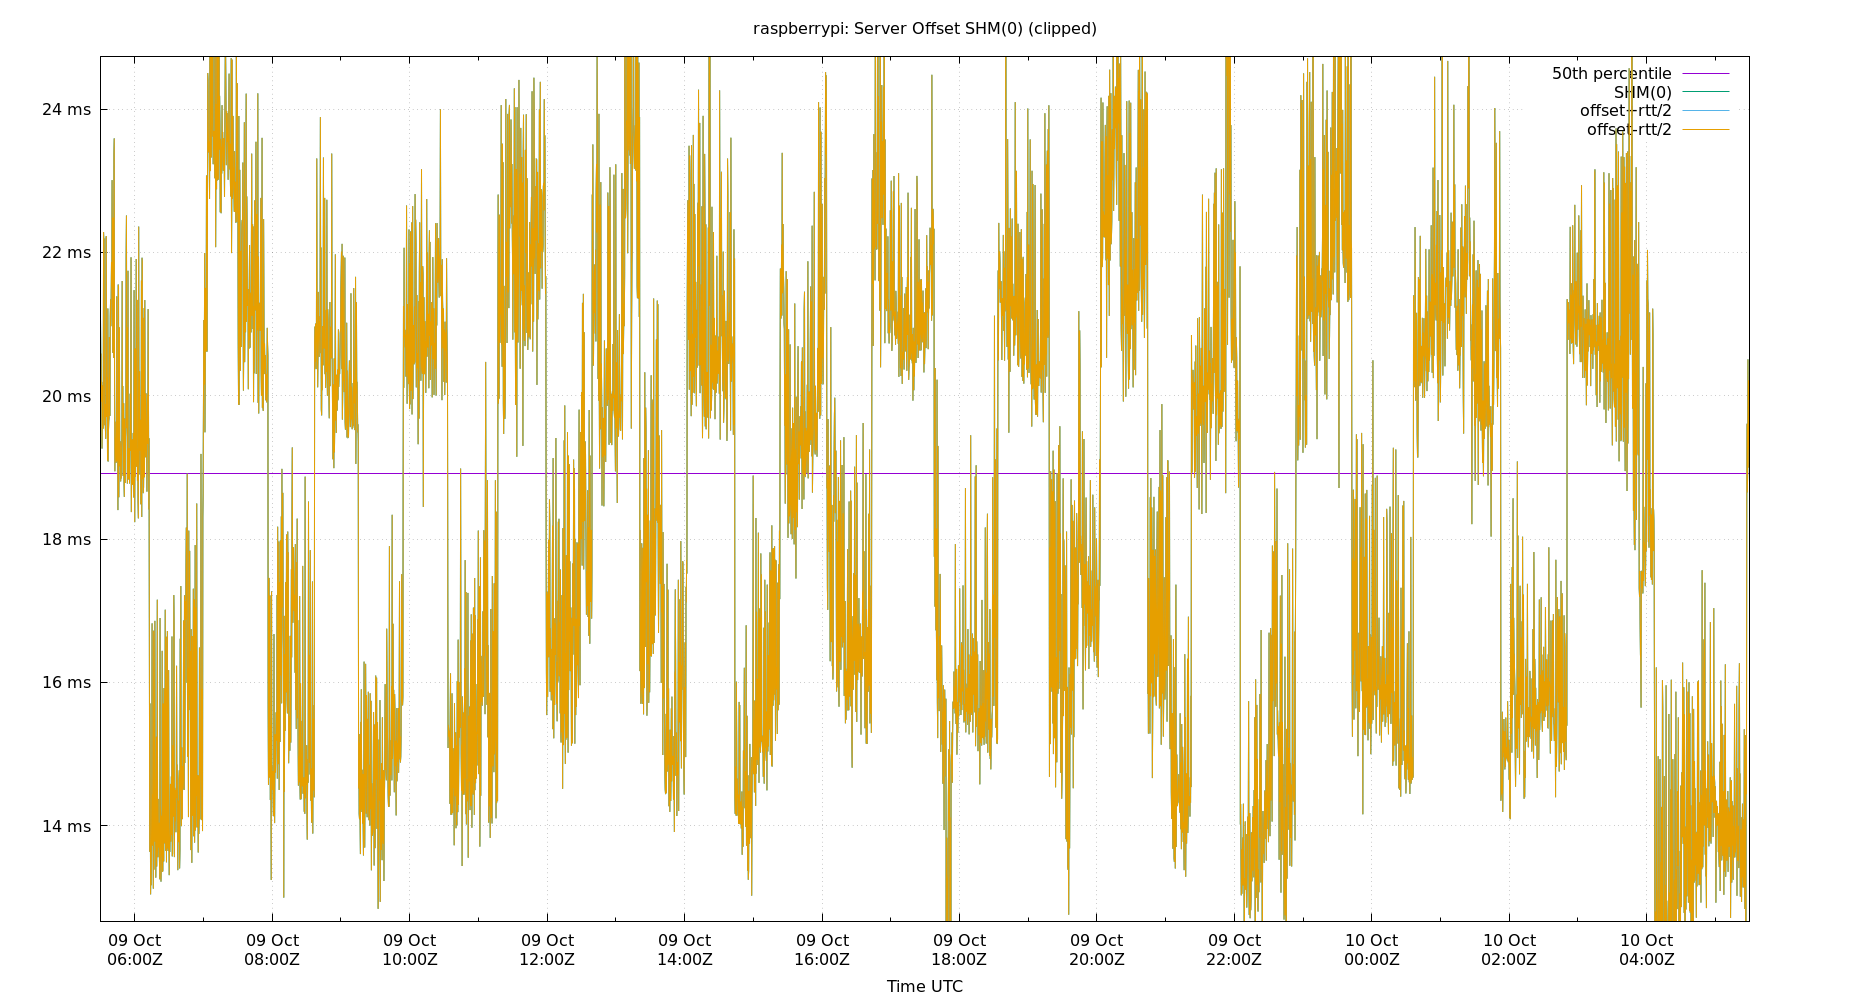 raspberrypi: Server Offset SHM(0) (clipped)
50th percentile
SHM(0)
offset+rtt/2
offset-rtt/2
24 ms
22 ms
20 ms
18 ms
16 ms
14 ms
09 Oct 09 Oct 09 Oct 09 Oct 09 Oct 09 Oct 09 Oct 09 Oct 09 Oct 10 Oct 10 Oct 10 Oct
06:00Z 08:00Z 10:00Z 12:00Z 14:00Z 16:00Z 18:00Z 20:00Z 22:00Z 00:00Z 02:00Z 04:00Z
Time UTC